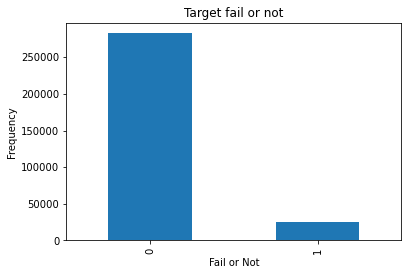 Target fail or not
250000
200000
150000
100000
50000
0
Frequency
0
1
Fail or Not